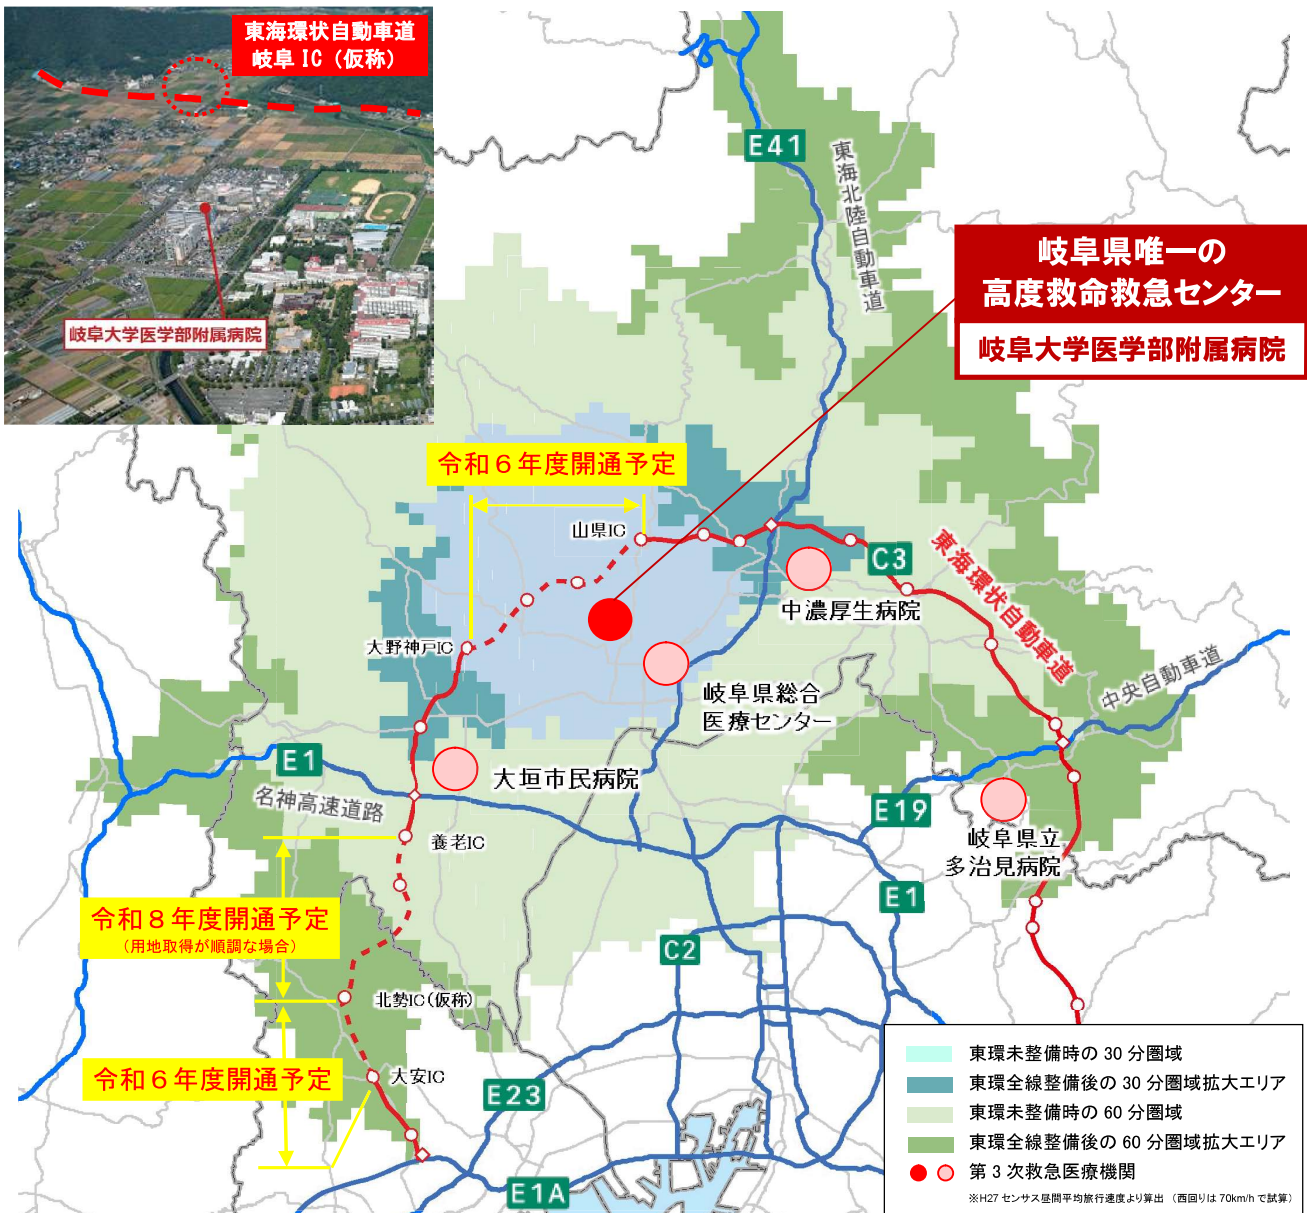 東海環状自動車道
岐阜 IC（仮称）
岐阜大学医学部附属病院
E41
東海北陸自動車道
岐阜県唯一の
高度救命救急センター
岐阜大学医学部附属病院
令和６年度開通予定
山県IC
C3
東海環状自動車道
中濃厚生病院
大野神戸IC
岐阜県総合
医療センター
中央自動車道
E1
名神高速道路
大垣市民病院
E19
岐阜県立
多治見病院
養老IC
E1
令和８年度開通予定
（用地取得が順調な場合）
C2
北勢IC(仮称)
令和６年度開通予定
大安IC
E23
E1A
東環未整備時の 30 分圏域
東環全線整備後の 30 分圏域拡大エリア
東環未整備時の 60 分圏域
東環全線整備後の 60 分圏域拡大エリア
第 3 次救急医療機関
※H27 センサス昼間平均旅行速度より算出 （西回りは 70km/h で試算）